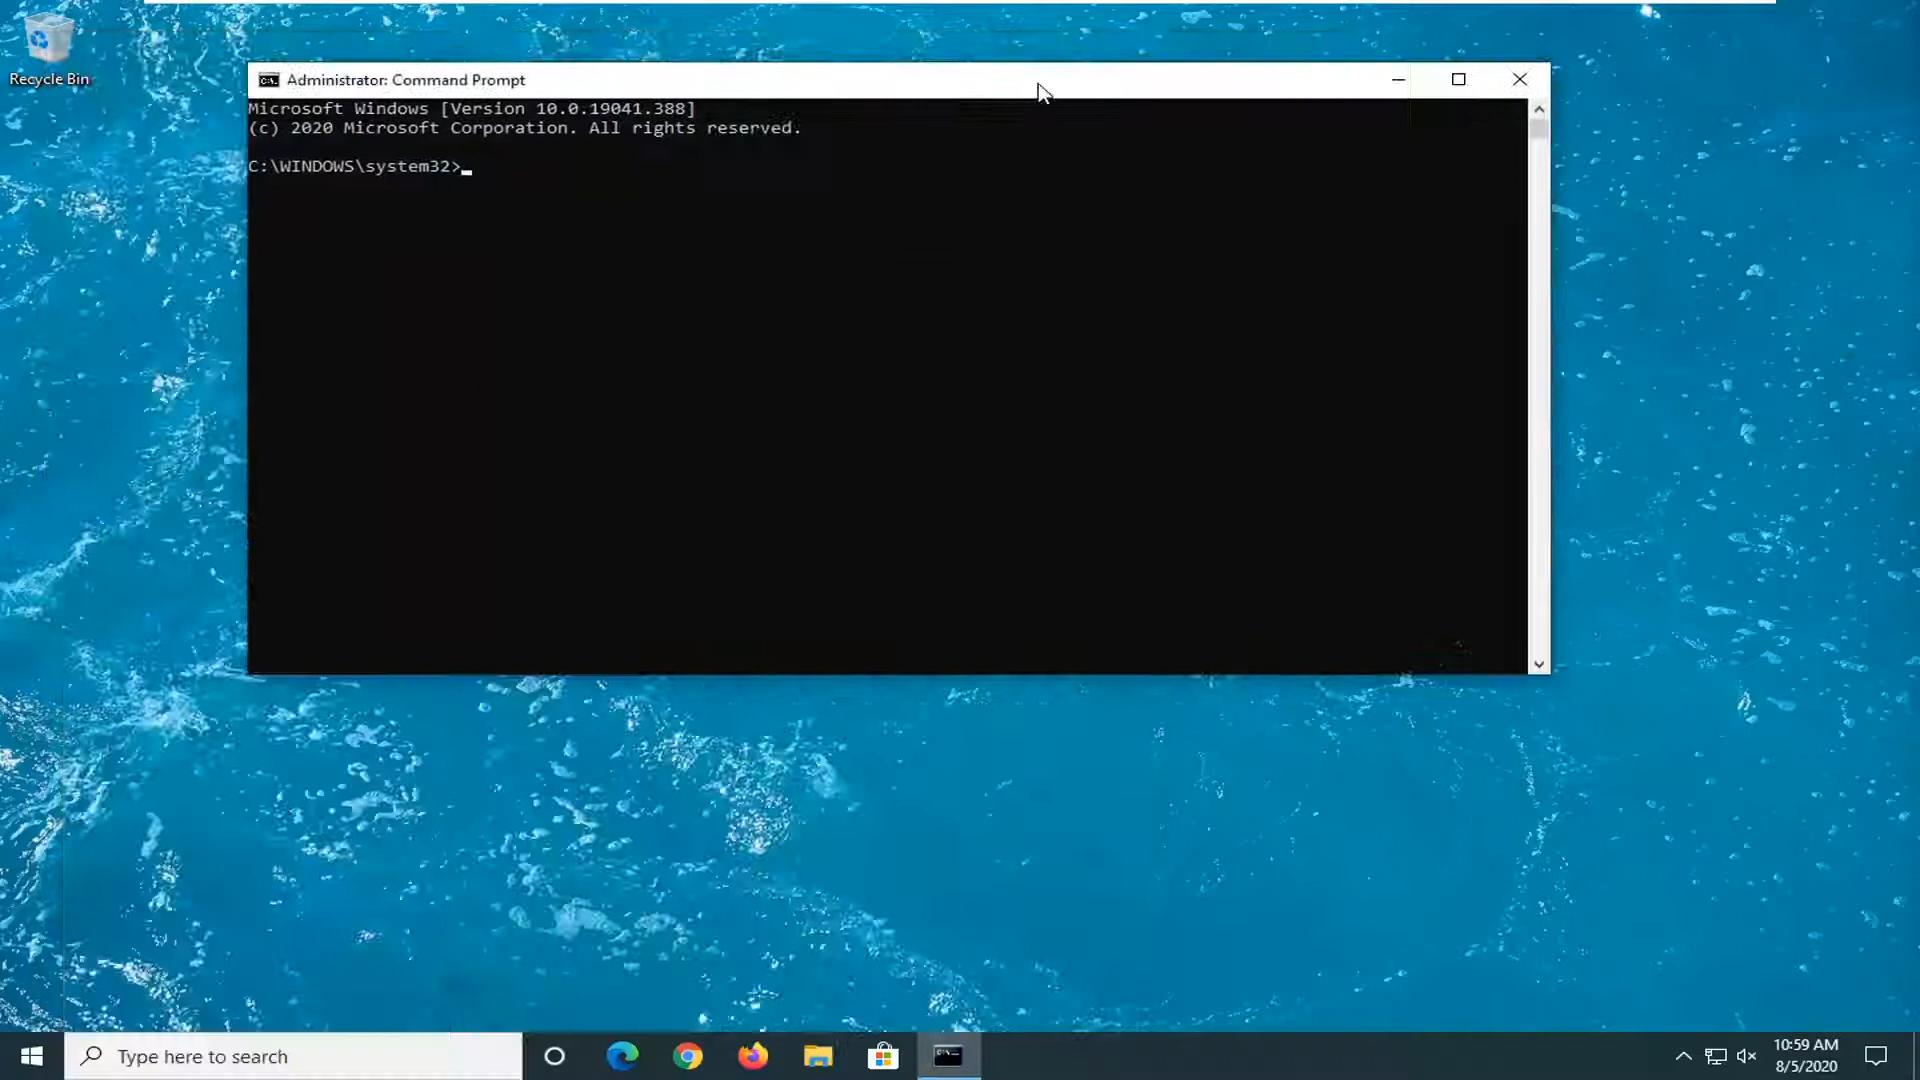 Recycle Bin
Administrator: Command Prompt
Microsoft Windows [Version 10.0.19041.388]
(c) 2020 Microsoft Corporation. All rights reserved.
C:\WINDOWS\system32>
Type here to search
10:59 AM
8/5/2020